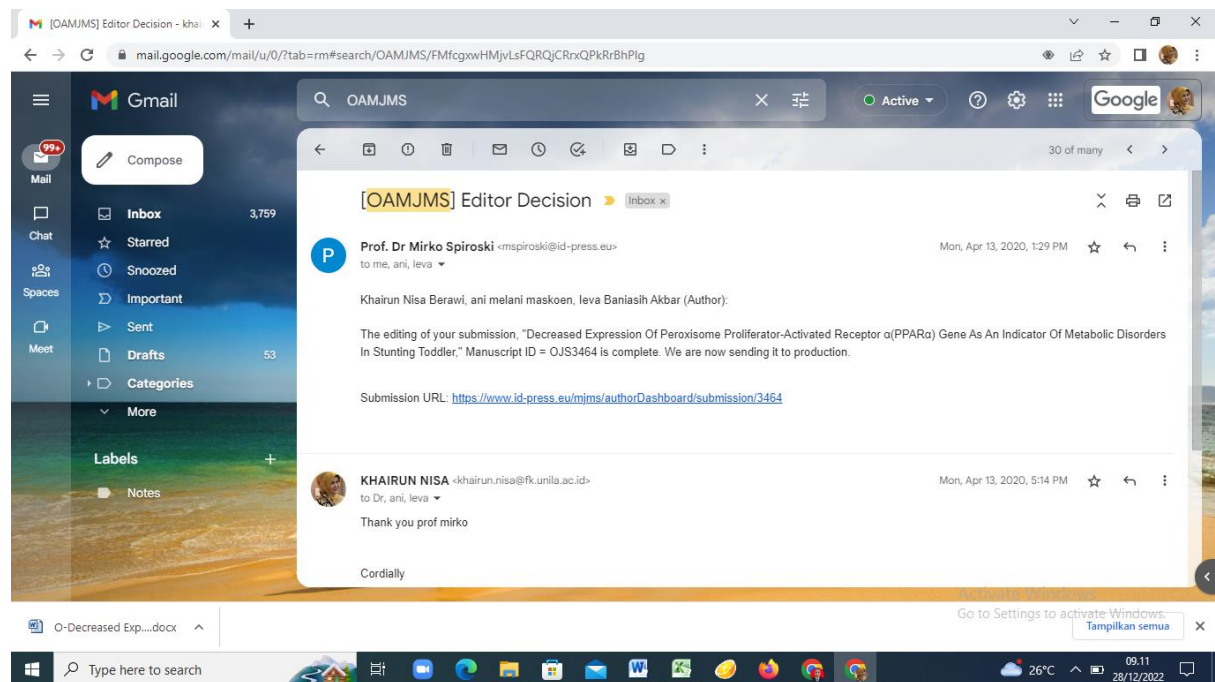 [OAMJMS] Editor Decision - khai
mail.google.com/mail/u/0/?tab=rm#search/OAMJMS/FMfcgxwHMjvLsFQRQjCRrxQPkRrBhPlg
Gmail
OAMJMS
Active
Google
99+
Mail
Chat
Spaces
Meet
Compose
Inbox 3,759
Starred
Snoozed
Important
Sent
Drafts 53
Categories
More
Labels
Notes
30 of many
[OAMJMS] Editor Decision Inbox ×
P
Prof. Dr Mirko Spiroski <mspiroski@id-press.eu> Mon, Apr 13, 2020, 1:29 PM
to me, ani, Ieva
Khairun Nisa Berawi, ani melani maskoen, Ieva Baniasih Akbar (Author):
The editing of your submission, "Decreased Expression Of Peroxisome Proliferator-Activated Receptor α(PPARα) Gene As An Indicator Of Metabolic Disorders
In Stunting Toddler," Manuscript ID = OJS3464 is complete. We are now sending it to production.
Submission URL: https://www.id-press.eu/mjms/authorDashboard/submission/3464
KHAIRUN NISA <khairun.nisa@fk.unila.ac.id> Mon, Apr 13, 2020, 5:14 PM
to Dr, ani, Ieva
Thank you prof mirko
Cordially
Activate Windows
Go to Settings to activate Windows.
O-Decreased Exp....docx
Tampilkan semua
Type here to search
26°C
09.11
28/12/2022